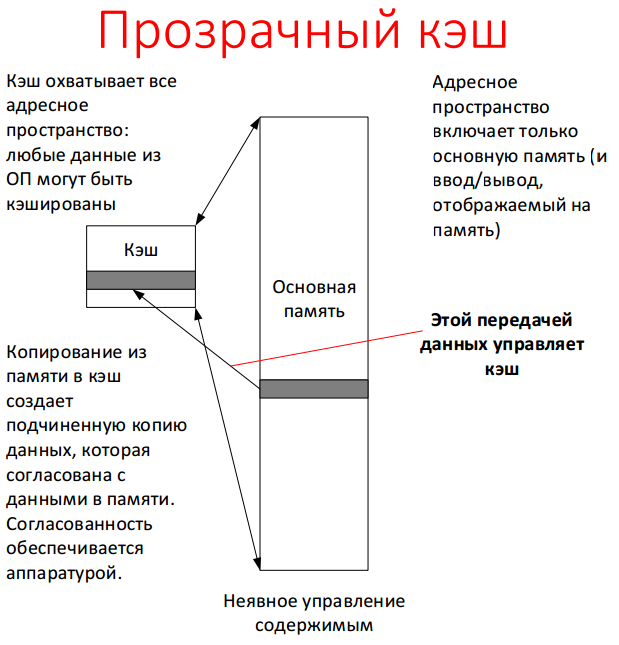 Прозрачный кэш
Кэш охватывает все
адресное
пространство:
любые данные из
ОП могут быть
кэшированы
Адресное
пространство
включает только
основную память (и
ввод/вывод,
отображаемый на
память)
Кэш
Основная
память
Этой передачей
данных управляет
кэш
Копирование из
памяти в кэш
создает
подчиненную копию
данных, которая
согласована с
данными в памяти.
Согласованность
обеспечивается
аппаратурой.
Неявное управление
содержимым